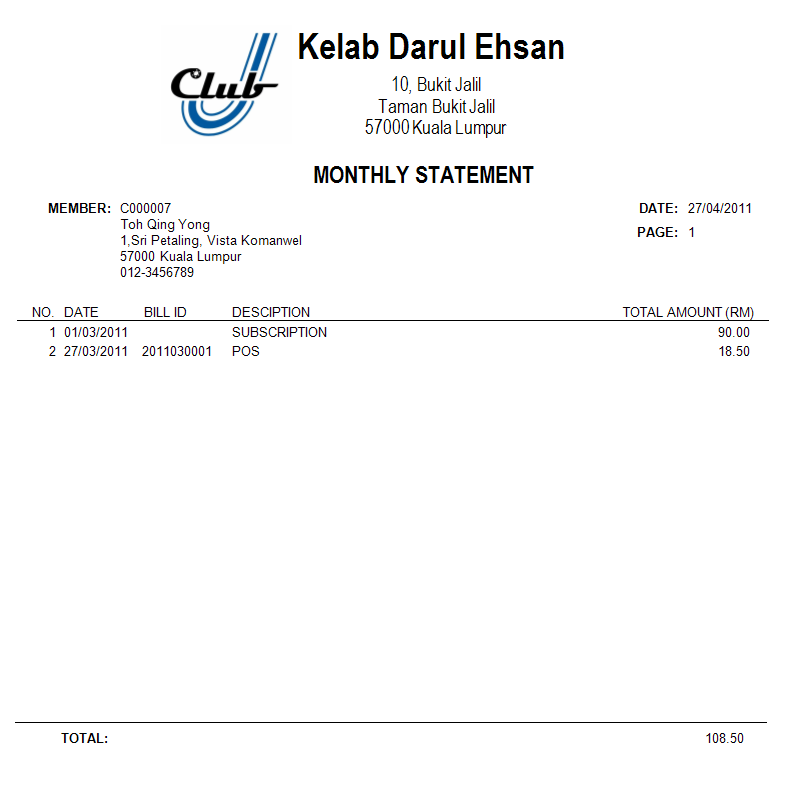 Club
Kelab Darul Ehsan
10, Bukit Jalil
Taman Bukit Jalil
57000 Kuala Lumpur
MONTHLY STATEMENT
MEMBER: C000007 DATE: 27/04/2011
Toh Qing Yong
PAGE: 1
1,Sri Petaling, Vista Komanwel
57000 Kuala Lumpur
012-3456789
NO. DATE BILL ID DESCIPTION TOTAL AMOUNT (RM)
1 01/03/2011 SUBSCRIPTION 90.00
2 27/03/2011 2011030001 POS 18.50
TOTAL: 108.50